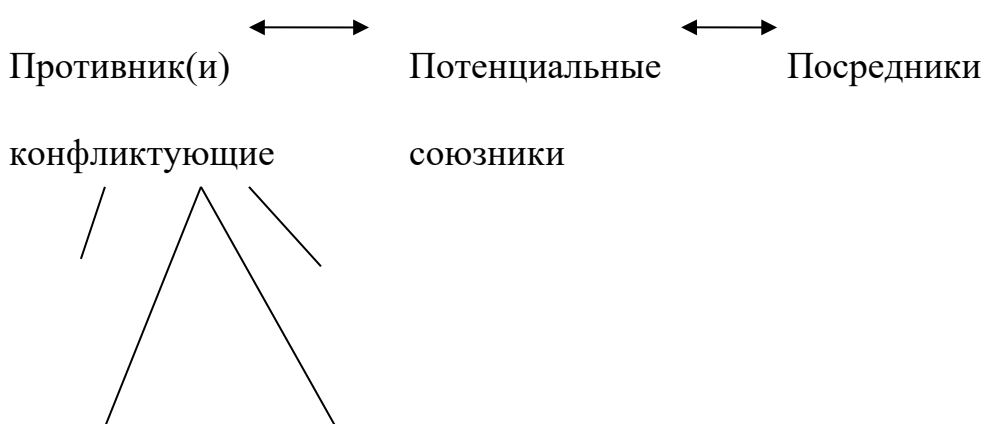 Противник(и) Потенциальные Посредники
конфликтующие союзники